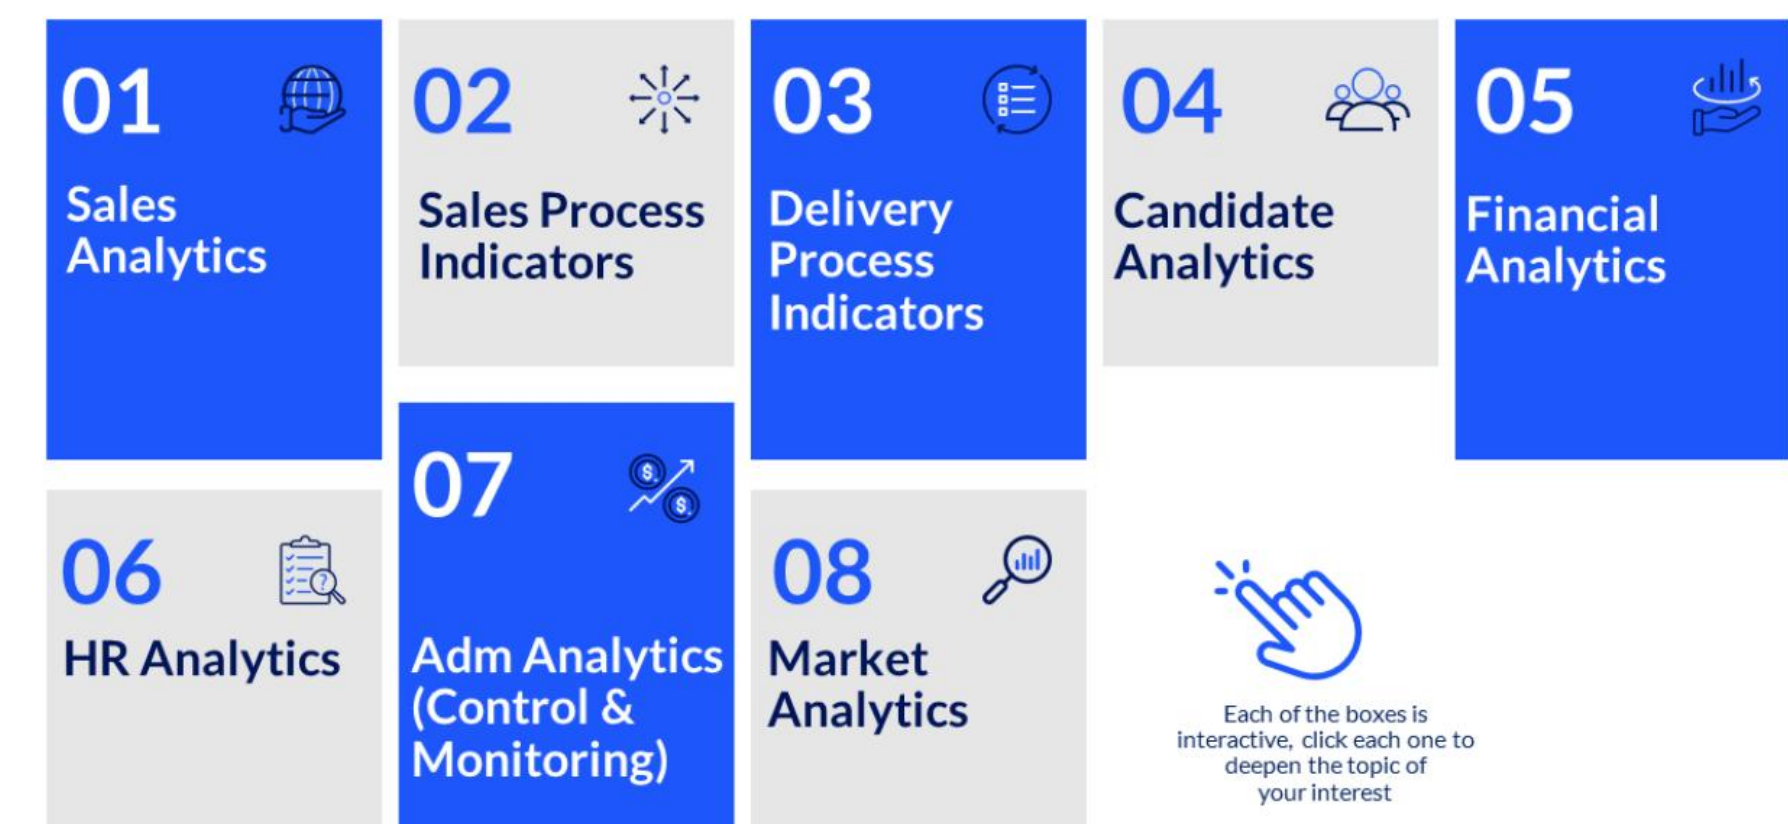 01
Sales
Analytics
02
Sales Process
Indicators
03
Delivery
Process
Indicators
04
Candidate
Analytics
05
Financial
Analytics
06
HR Analytics
07
Adm Analytics
(Control &
Monitoring)
08
Market
Analytics
Each of the boxes is
interactive, click each one to
deepen the topic of
your interest